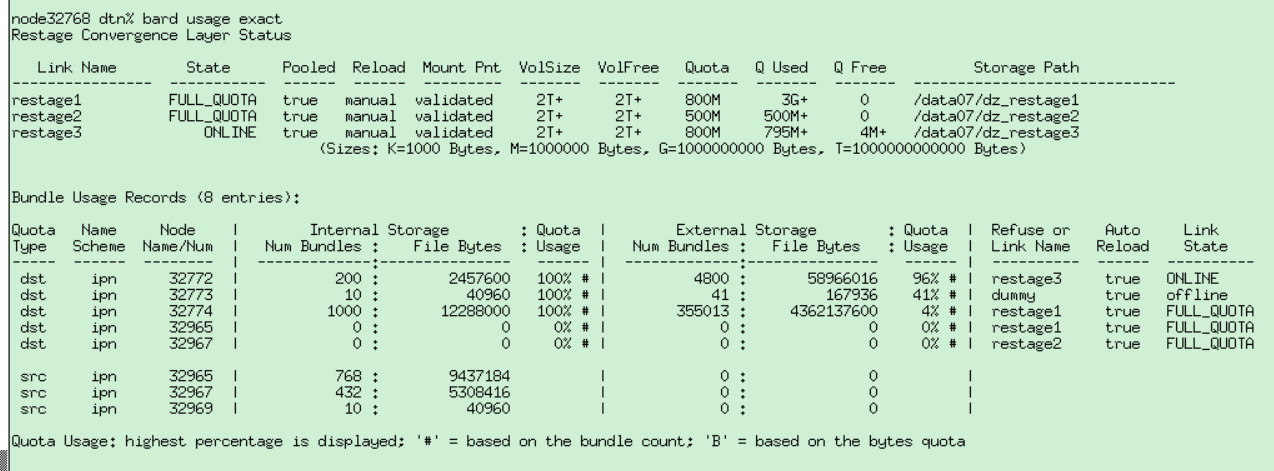 node32768 dtn% bard usage exact
Restage Convergence Layer Status
Link Name State Pooled Reload Mount Pnt VolSize VolFree Quota Q Used Q Free Storage Path
---------------- ----------- ------ ------ --------- ------- ------- ------- ------- ------- ------------------------------
restage1 FULL_QUOTA true manual validated 2T+ 2T+ 800M 3G+ 0 /data07/dz_restage1
restage2 FULL_QUOTA true manual validated 2T+ 2T+ 500M 500M+ 0 /data07/dz_restage2
restage3 ONLINE true manual validated 2T+ 2T+ 800M 795M+ 4M+ /data07/dz_restage3
(Sizes: K=1000 Bytes, M=1000000 Bytes, G=1000000000 Bytes, T=1000000000000 Bytes)
Bundle Usage Records (8 entries):
Quota Name Node | Internal Storage : Quota | External Storage : Quota | Refuse or Auto Link
Type Scheme Name/Num | Num Bundles : File Bytes : Usage | Num Bundles : File Bytes : Usage | Link Name Reload State
----- ------ -------- | -------------:--------------- ------- | -------------:--------------- ------- | ------------ ------ -----------
dst ipn 32772 | 200 : 2457600 100% # | 4800 : 58966016 96% # | restage3 true ONLINE
dst ipn 32773 | 10 : 40960 100% # | 41 : 167936 41% # | dummy true offline
dst ipn 32774 | 1000 : 12288000 100% # | 355013 : 4362137600 4% # | restage1 true FULL_QUOTA
dst ipn 32965 | 0 : 0 0% # | 0 : 0 0% # | restage1 true FULL_QUOTA
dst ipn 32967 | 0 : 0 0% # | 0 : 0 0% # | restage2 true FULL_QUOTA
src ipn 32965 | 768 : 9437184 | 0 : 0 |
src ipn 32967 | 432 : 5308416 | 0 : 0 |
src ipn 32969 | 10 : 40960 | 0 : 0 |
Quota Usage: highest percentage is displayed; '#' = based on the bundle count; 'B' = based on the bytes quota